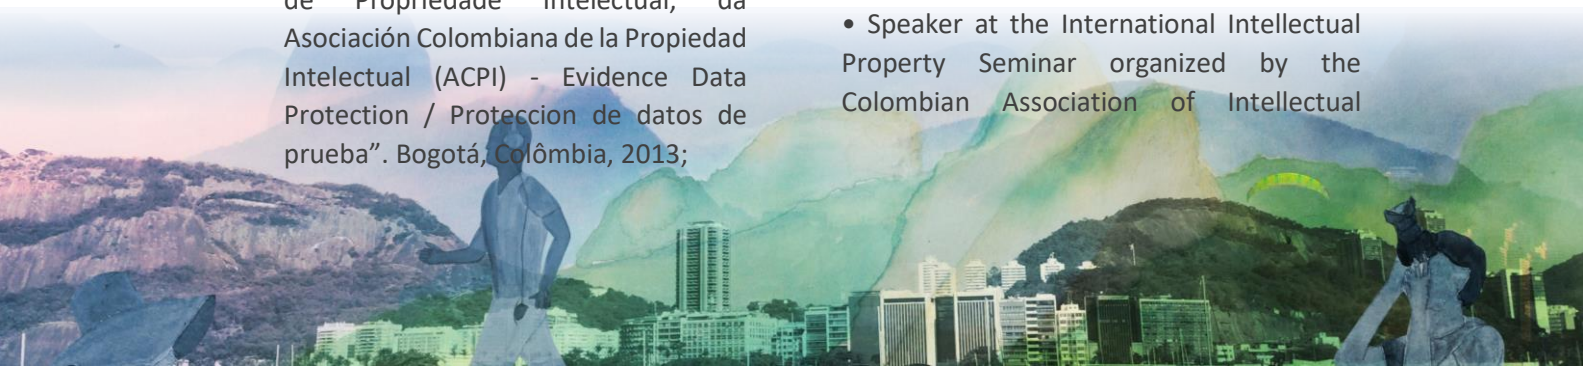 de Propriedade Intelectual, da
Asociación Colombiana de la Propiedad
Intelectual (ACPI) - Evidence Data
Protection / Proteccion de datos de
prueba”. Bogotá, Colômbia, 2013;
• Speaker at the International Intellectual
Property Seminar organized by the
Colombian Association of Intellectual